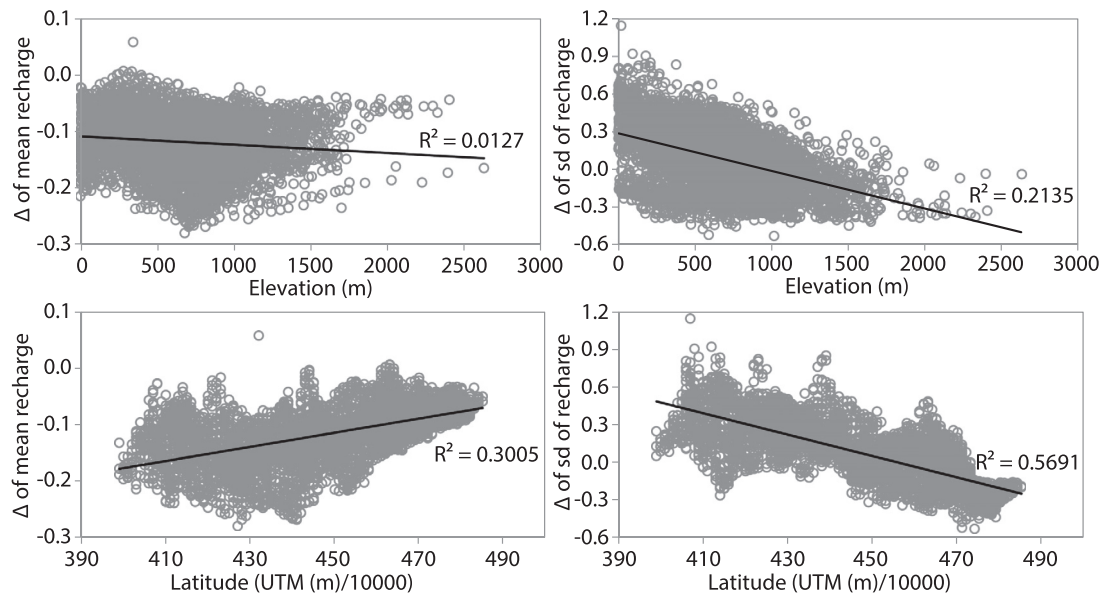 0.1
0.0
-0.1
-0.2
-0.3
Δ of mean recharge
R² = 0.0127
0 500 1000 1500 2000 2500 3000
Elevation (m)
1.2
0.9
0.6
0.3
0.0
-0.3
-0.6
Δ of sd of recharge
R² = 0.2135
0 500 1000 1500 2000 2500 3000
Elevation (m)
0.1
0.0
-0.1
-0.2
-0.3
Δ of mean recharge
R² = 0.3005
390 410 430 450 470 490
Latitude (UTM (m)/10000)
1.2
0.9
0.6
0.3
0.0
-0.3
-0.6
Δ of sd of recharge
R² = 0.5691
390 410 430 450 470 490
Latitude (UTM (m)/10000)